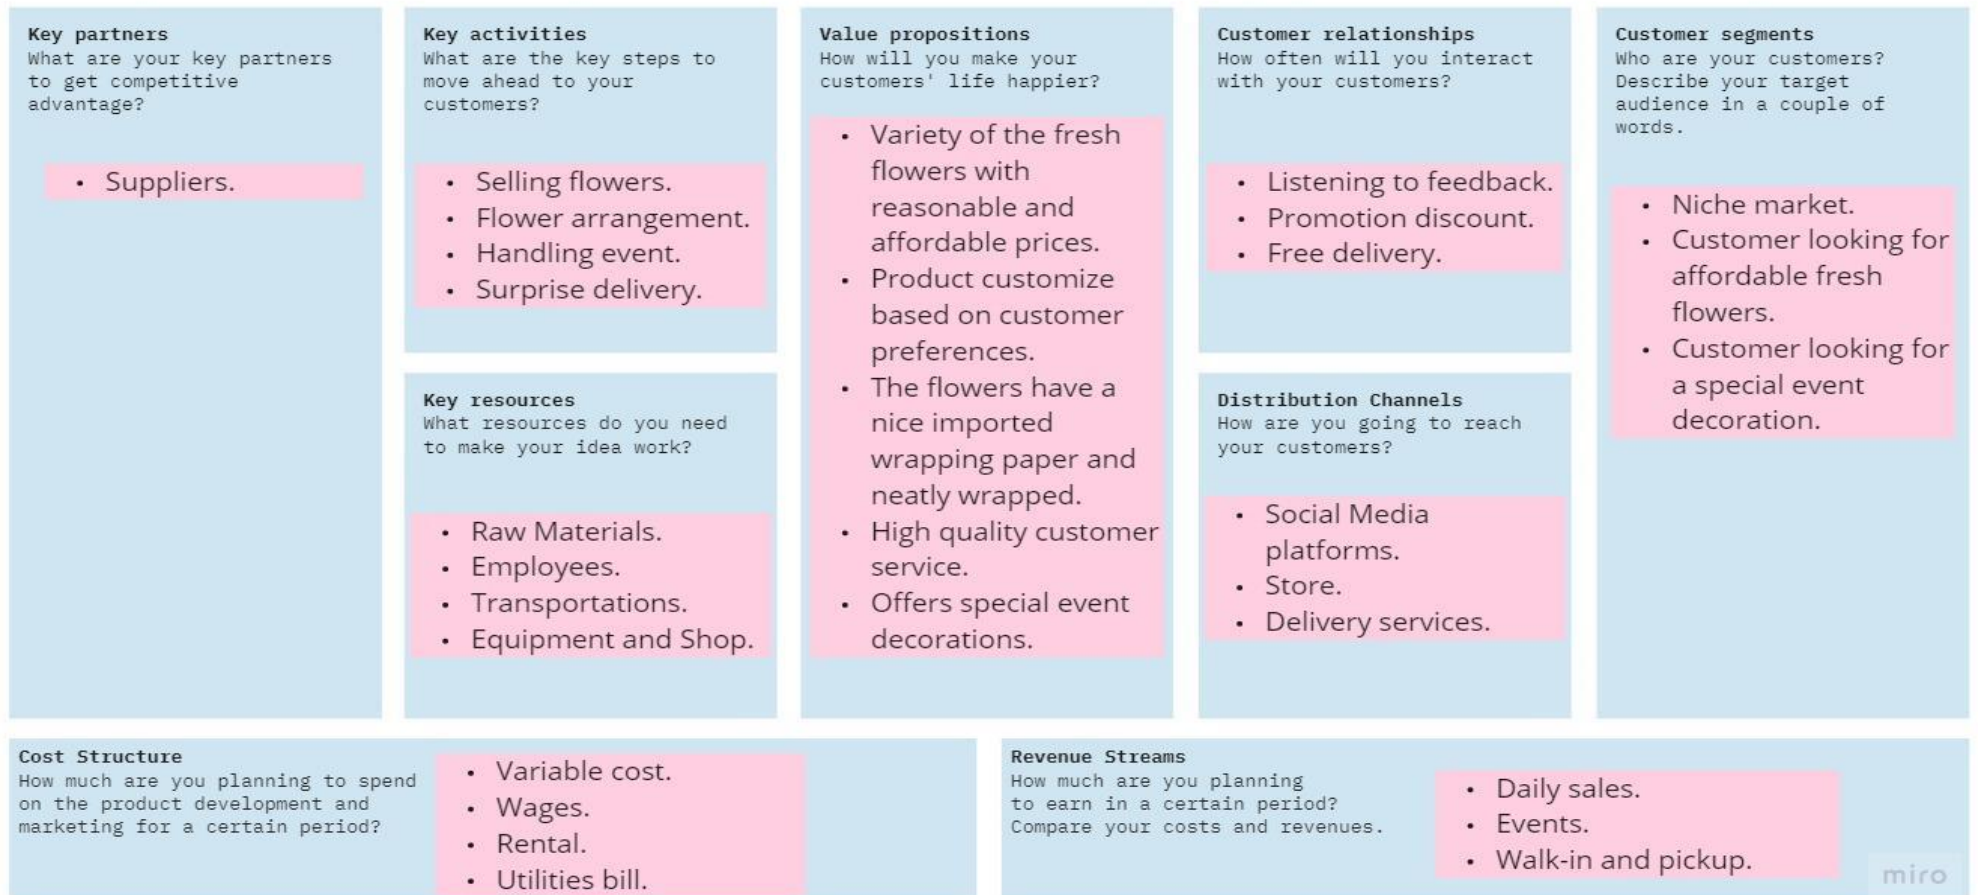 Key partners
What are your key partners
to get competitive
advantage?
• Suppliers.
Key activities
What are the key steps to
move ahead to your
customers?
• Selling flowers.
• Flower arrangement.
• Handling event.
• Surprise delivery.
Key resources
What resources do you need
to make your idea work?
• Raw Materials.
• Employees.
• Transportations.
• Equipment and Shop.
Value propositions
How will you make your
customers' life happier?
• Variety of the fresh
flowers with
reasonable and
affordable prices.
• Product customize
based on customer
preferences.
• The flowers have a
nice imported
wrapping paper and
neatly wrapped.
• High quality customer
service.
• Offers special event
decorations.
Customer relationships
How often will you interact
with your customers?
• Listening to feedback.
• Promotion discount.
• Free delivery.
Distribution Channels
How are you going to reach
your customers?
• Social Media
platforms.
• Store.
• Delivery services.
Customer segments
Who are your customers?
Describe your target
audience in a couple of
words.
• Niche market.
• Customer looking for
affordable fresh
flowers.
• Customer looking for
a special event
decoration.
Cost Structure
How much are you planning to spend
on the product development and
marketing for a certain period?
• Variable cost.
• Wages.
• Rental.
• Utilities bill.
Revenue Streams
How much are you planning
to earn in a certain period?
Compare your costs and revenues.
• Daily sales.
• Events.
• Walk-in and pickup.
miro